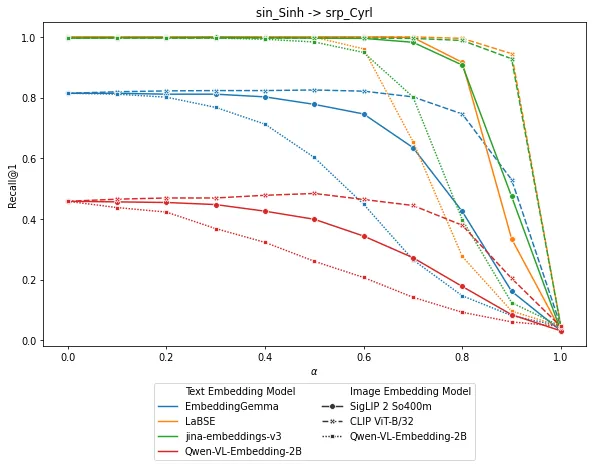 sin_Sinh -> srp_Cyrl
1.0
0.8
0.6
0.4
0.2
0.0
Recall@1
0.0 0.2 0.4 0.6 0.8 1.0
α
Text Embedding Model Image Embedding Model
EmbeddingGemma SigLIP 2 So400m
LaBSE CLIP ViT-B/32
jina-embeddings-v3 Qwen-VL-Embedding-2B
Qwen-VL-Embedding-2B